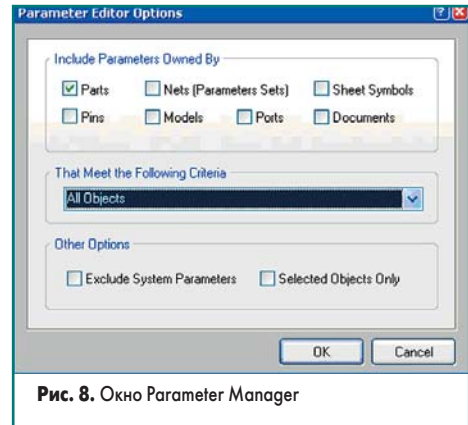 Parameter Editor Options
Include Parameters Owned By
Parts Nets (Parameters Sets) Sheet Symbols
Pins Models Ports Documents
That Meet the Following Criteria
All Objects
Other Options
Exclude System Parameters Selected Objects Only
OK Cancel
Рис. 8. Окно Parameter Manager